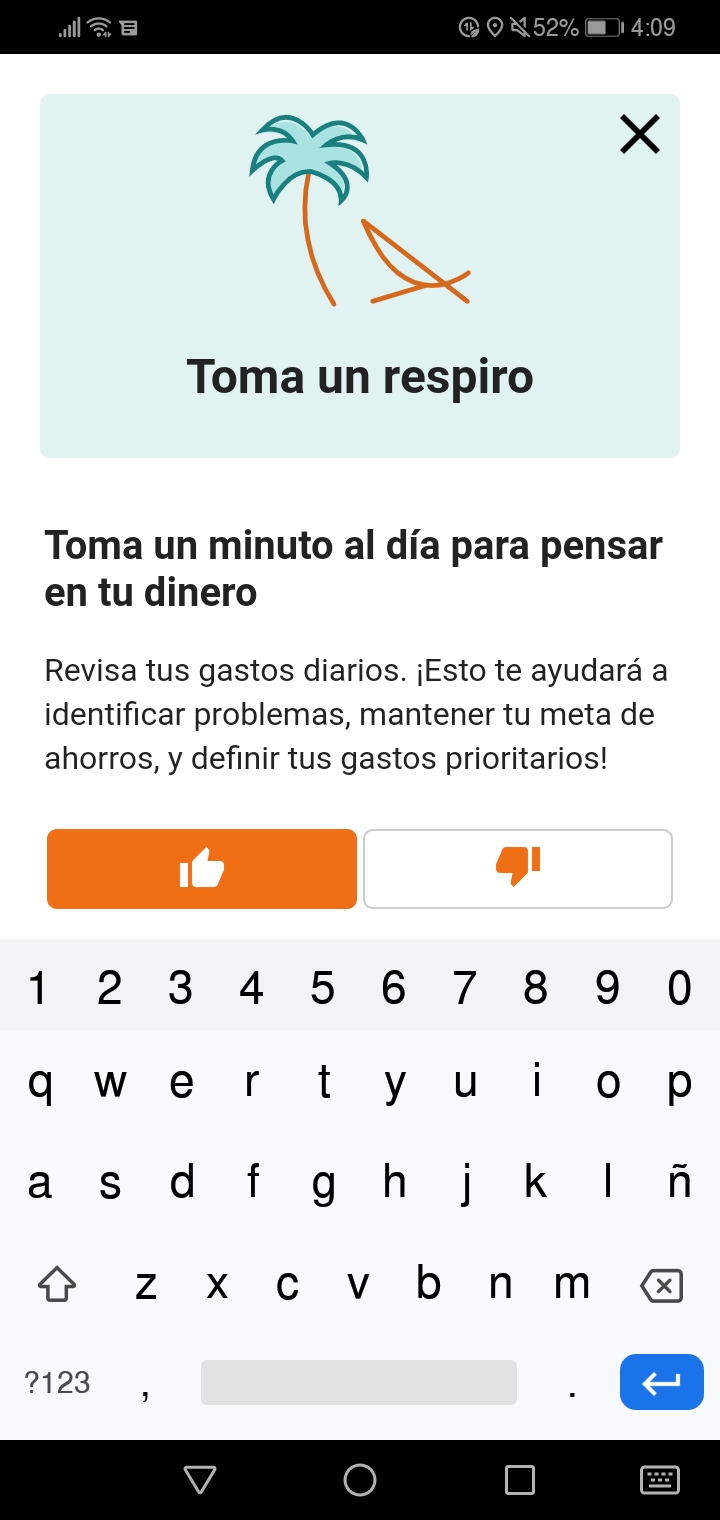 52% 4:09
Toma un respiro
Toma un minuto al día para pensar
en tu dinero
Revisa tus gastos diarios. ¡Esto te ayudará a
identificar problemas, mantener tu meta de
ahorros, y definir tus gastos prioritarios!
1 2 3 4 5 6 7 8 9 0
q w e r t y u i o p
a s d f g h j k l ñ
z x c v b n m
?123 , .